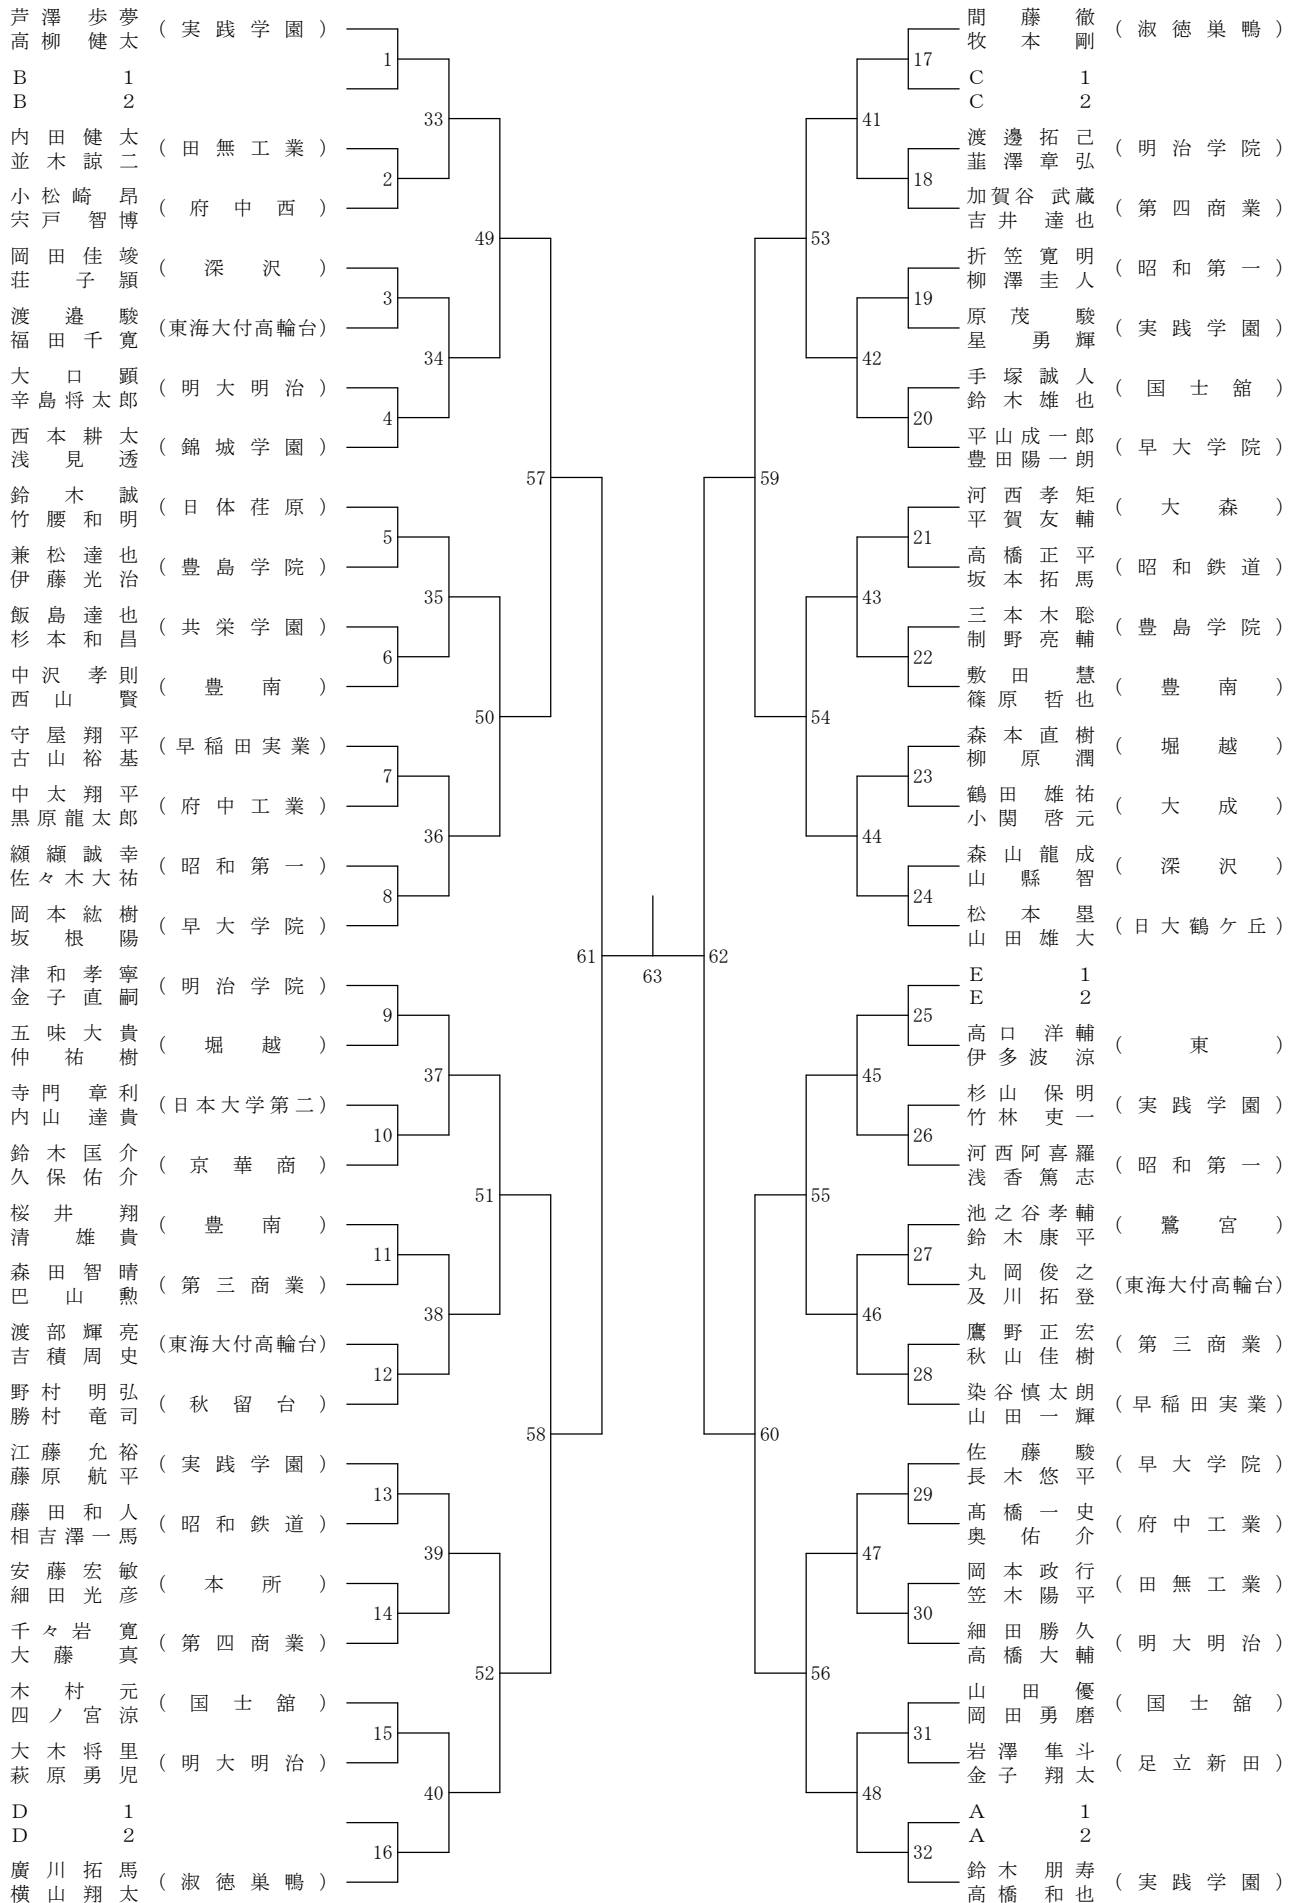 芦澤歩夢
高柳健太
(実践学園)
1
B 1
B 2
33
内田健太
並木諒二
(田無工業)
2
小松崎昂
宍戸智博
(府中西)
49
岡田佳竣
荘子頴
(深沢)
3
渡邉駿
福田千寛
(東海大付高輪台)
34
大口顕
辛島将太郎
(明大明治)
4
西本耕太
浅見透
(錦城学園)
57
鈴木誠
竹腰和明
(日体荏原)
5
兼松達也
伊藤光治
(豊島学院)
35
飯島達也
杉本和昌
(共栄学園)
6
中沢孝則
西山賢
(豊南)
50
守屋翔平
古山裕基
(早稲田実業)
7
中太翔平
黒原龍太郎
(府中工業)
36
纐纈誠幸
佐々木大祐
(昭和第一)
8
岡本紘樹
坂根陽
(早大学院)
61
津和孝寧
金子直嗣
(明治学院)
9
五味大貴
仲祐樹
(堀越)
37
寺門章利
内山達貴
(日本大学第二)
10
鈴木匡介
久保佑介
(京華商)
51
桜井翔
清雄貴
(豊南)
11
森田智晴
巴山勲
(第三商業)
38
渡部輝亮
吉積周史
(東海大付高輪台)
12
野村明弘
勝村竜司
(秋留台)
58
江藤允裕
藤原航平
(実践学園)
13
藤田和人
相吉澤一馬
(昭和鉄道)
39
安藤宏敏
細田光彦
(本所)
14
千々岩寛
大藤真
(第四商業)
52
木村元
四ノ宮涼
(国士舘)
15
大木将里
萩原勇児
(明大明治)
40
D 1
D 2
16
廣川拓馬
横山翔太
(淑徳巣鴨)
63
間藤徹
牧本剛
(淑徳巣鴨)
17
C 1
C 2
41
渡邊拓己
韮澤章弘
(明治学院)
18
加賀谷武蔵
吉井達也
(第四商業)
53
折笠寛明
柳澤圭人
(昭和第一)
19
原茂駿
星勇輝
(実践学園)
42
手塚誠人
鈴木雄也
(国士舘)
20
平山成一郎
豊田陽一朗
(早大学院)
59
河西孝矩
平賀友輔
(大森)
21
高橋正平
坂本拓馬
(昭和鉄道)
43
三本木聡
制野亮輔
(豊島学院)
22
敷田慧
篠原哲也
(豊南)
54
森本直樹
柳原潤
(堀越)
23
鶴田雄祐
小関啓元
(大成)
44
森山龍成
山縣智
(深沢)
24
松本塁
山田雄大
(日大鶴ケ丘)
62
E 1
E 2
25
高口洋輔
伊多波涼
(東)
45
杉山保明
竹林吏一
(実践学園)
26
河西阿喜羅
浅香篤志
(昭和第一)
55
池之谷孝輔
鈴木康平
(鷺宮)
27
丸岡俊之
及川拓登
(東海大付高輪台)
46
鷹野正宏
秋山佳樹
(第三商業)
28
染谷慎太朗
山田一輝
(早稲田実業)
60
佐藤駿
長木悠平
(早大学院)
29
髙橋一史
奥佑介
(府中工業)
47
岡本政行
笠木陽平
(田無工業)
30
細田勝久
高橋大輔
(明大明治)
56
山田優
岡田勇磨
(国士舘)
31
岩澤隼斗
金子翔太
(足立新田)
48
A 1
A 2
32
鈴木朋寿
高橋和也
(実践学園)